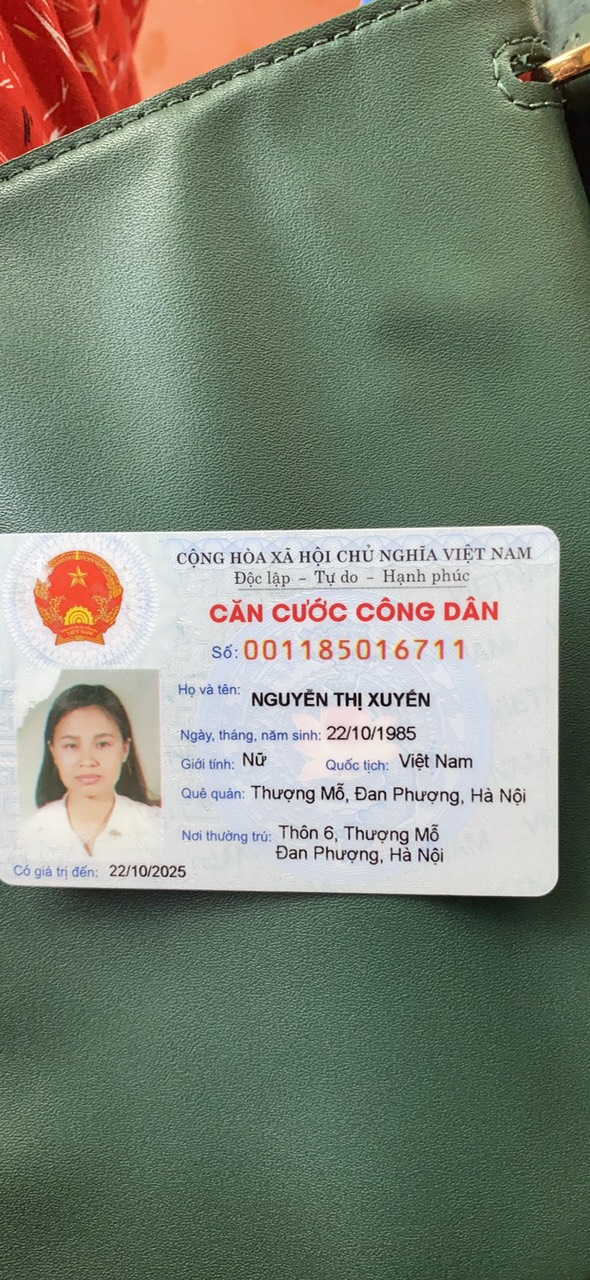 CỘNG HÒA XÃ HỘI CHỦ NGHĨA VIỆT NAM
Độc lập – Tự do – Hạnh phúc
CĂN CƯỚC CÔNG DÂN
Số: 001185016711
Họ và tên: NGUYỄN THỊ XUYẾN
Ngày, tháng, năm sinh: 22/10/1985
Giới tính: Nữ Quốc tịch: Việt Nam
Quê quán: Thượng Mỗ, Đan Phượng, Hà Nội
Nơi thường trú: Thôn 6, Thượng Mỗ
Đan Phượng, Hà Nội
Có giá trị đến: 22/10/2025